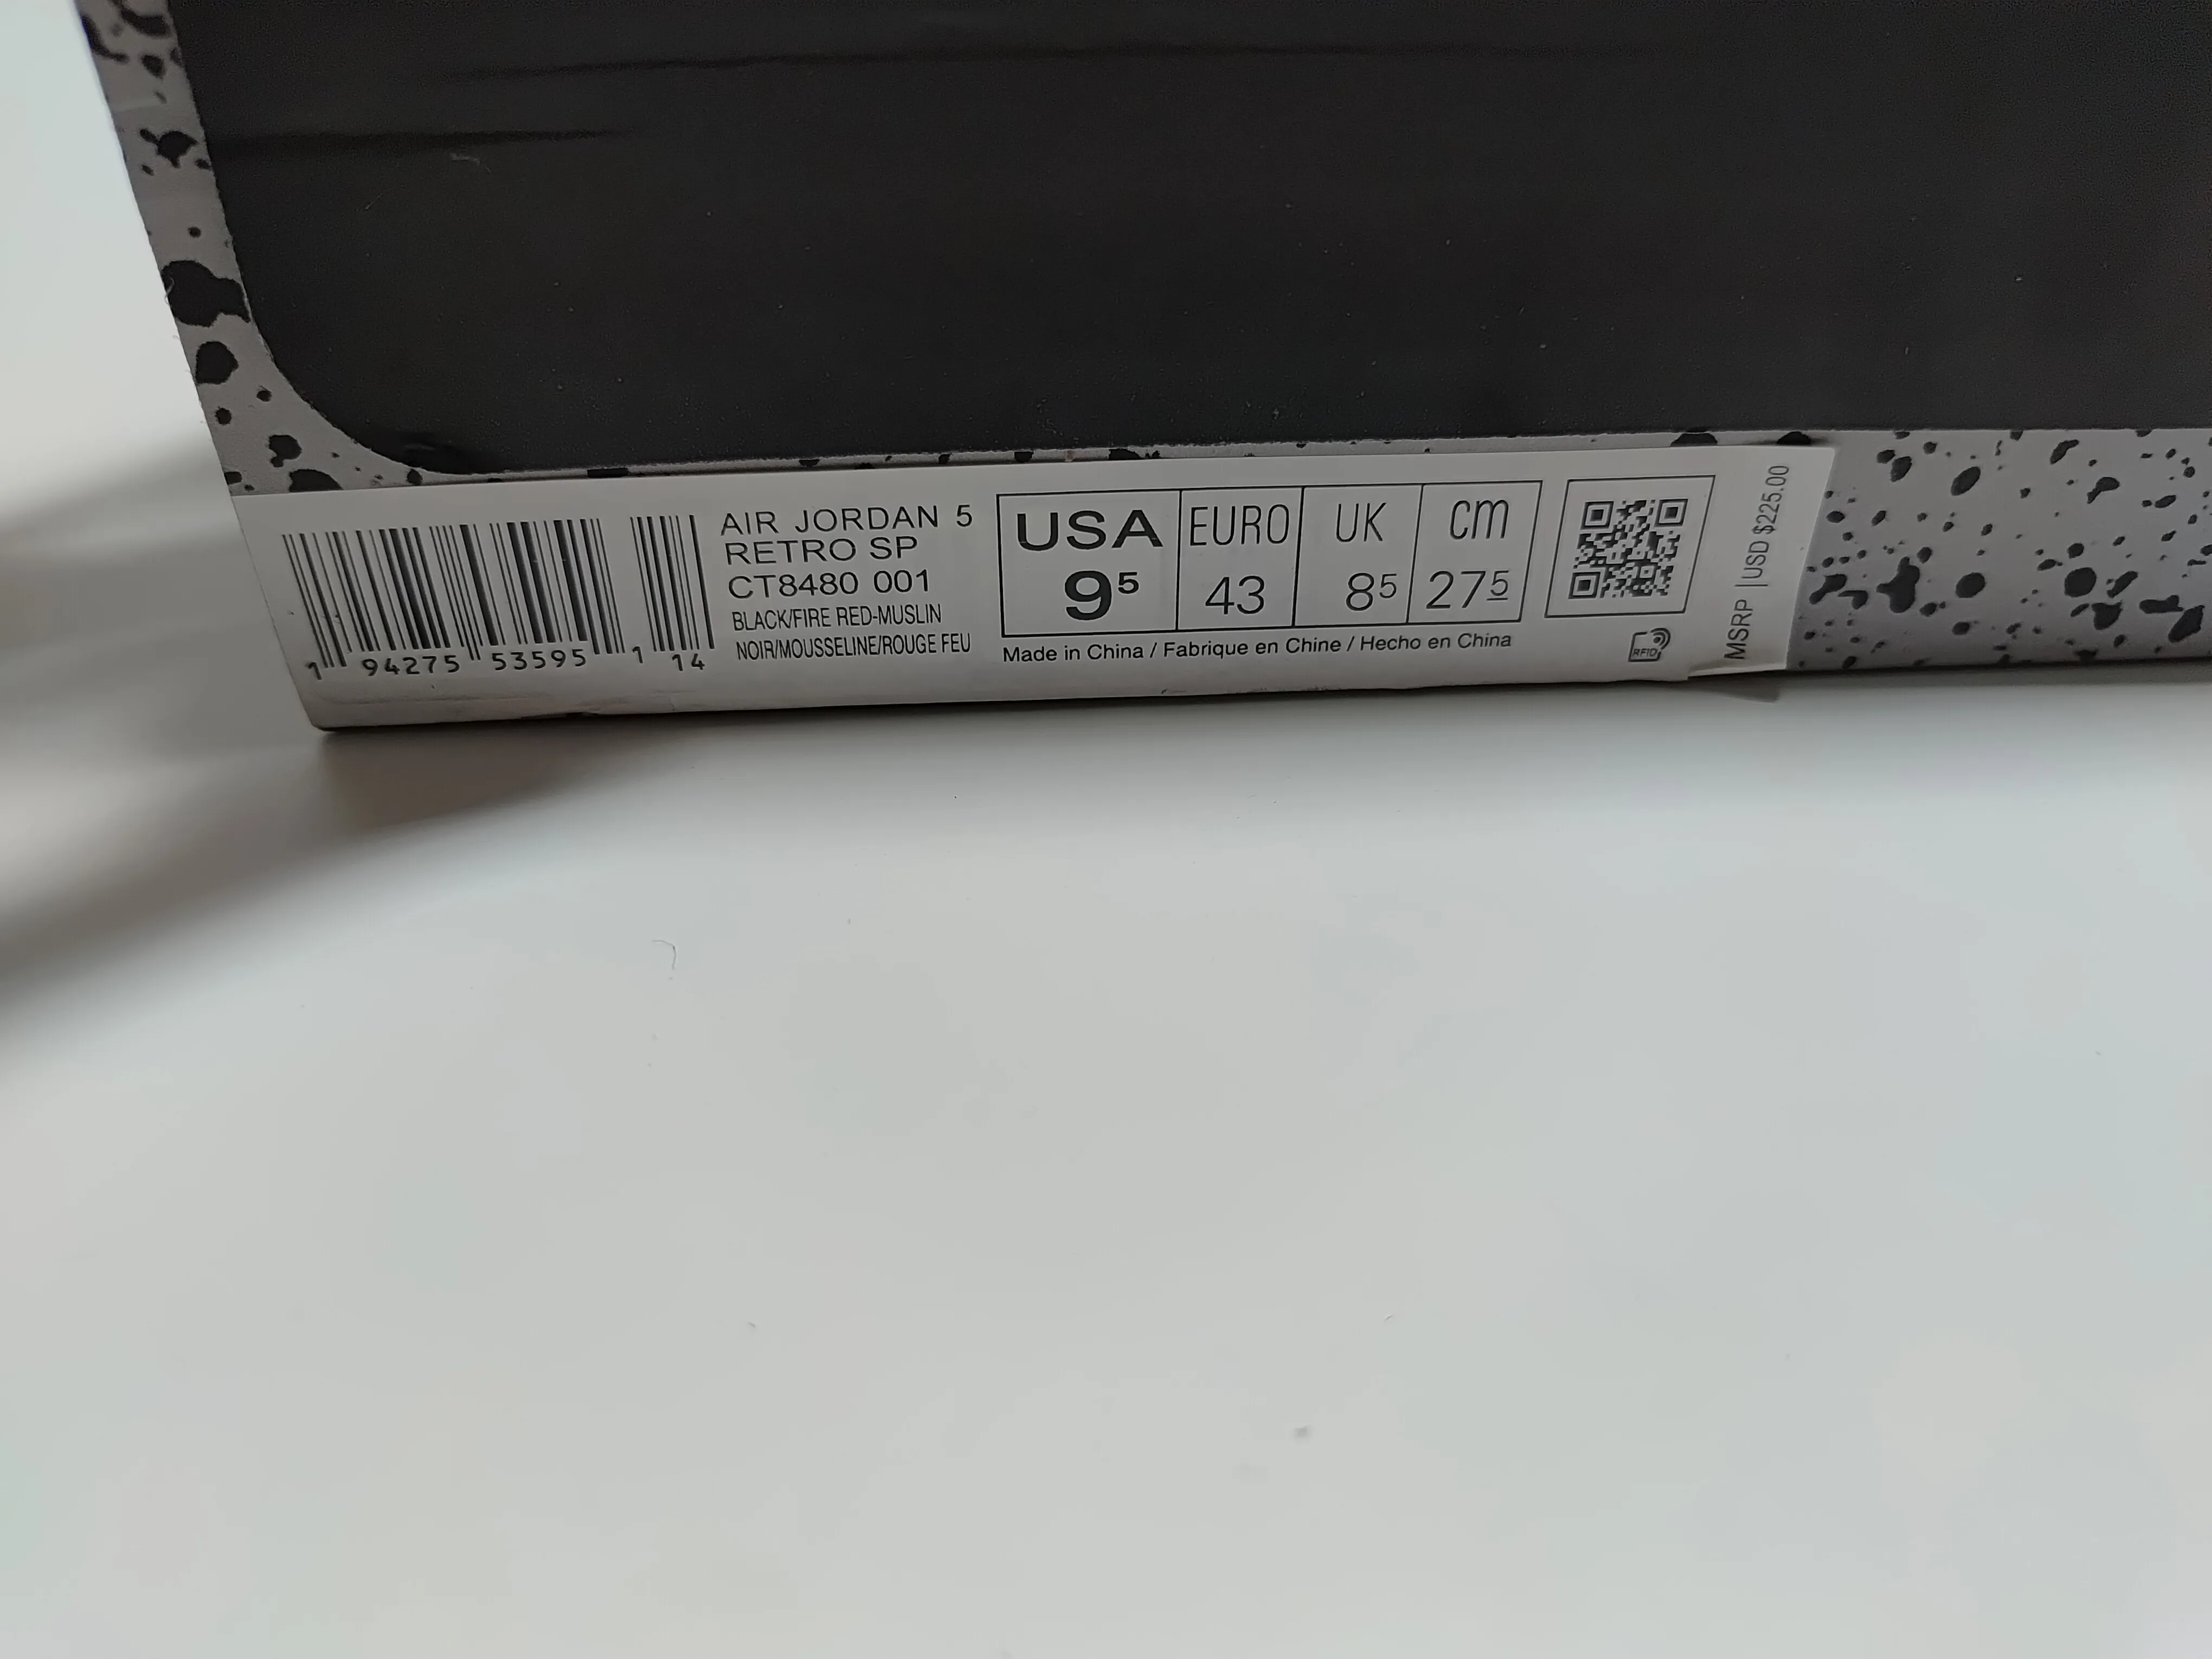 AIR JORDAN 5
RETRO SP
CT8480 001
BLACK/FIRE RED-MUSLIN
NOIR/MOUSSELINE/ROUGE FEU
1 94275 53595 1 14
USA EURO UK cm
9⁵ 43 8⁵ 27⁵
Made in China / Fabrique en Chine / Hecho en China
RFID
MSRP USD $225.00